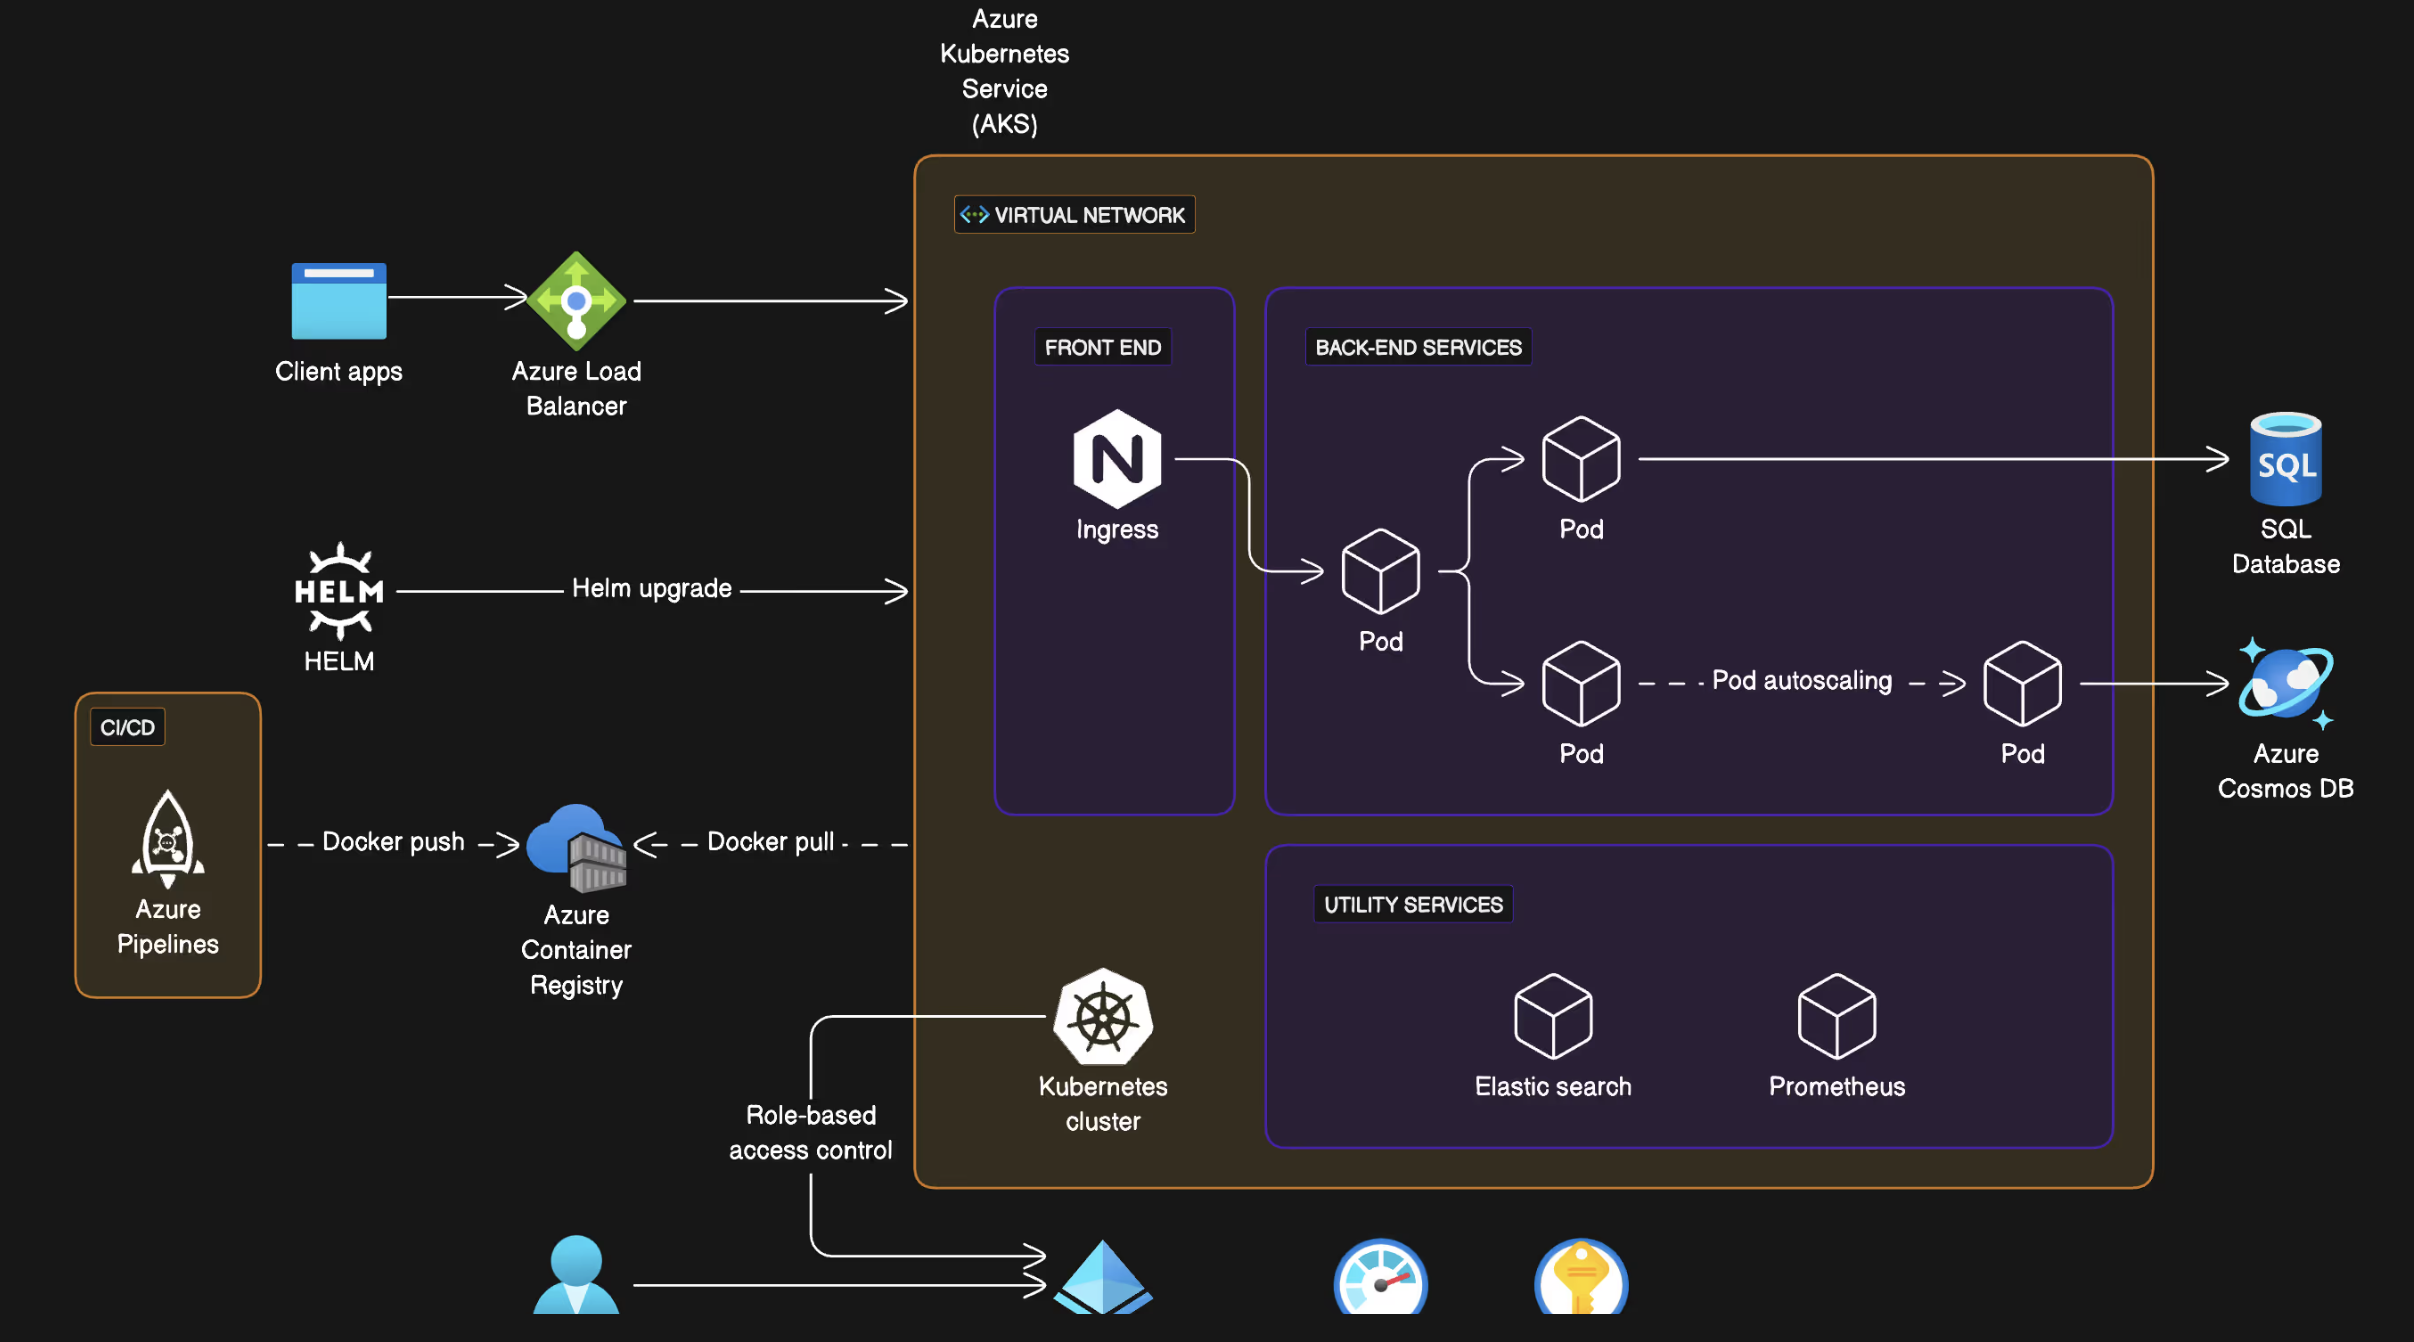 Azure
Kubernetes
Service
(AKS)
VIRTUAL NETWORK
FRONT END
BACK-END SERVICES
Client apps
Azure Load
Balancer
N
Ingress
Pod
Pod
SQL
SQL
Database
HELM
HELM
Helm upgrade
Pod
Pod autoscaling
Pod
Azure
Cosmos DB
CI/CD
Azure
Pipelines
Docker push
Azure
Container
Registry
Docker pull
UTILITY SERVICES
Elastic search
Prometheus
Kubernetes
cluster
Role-based
access control